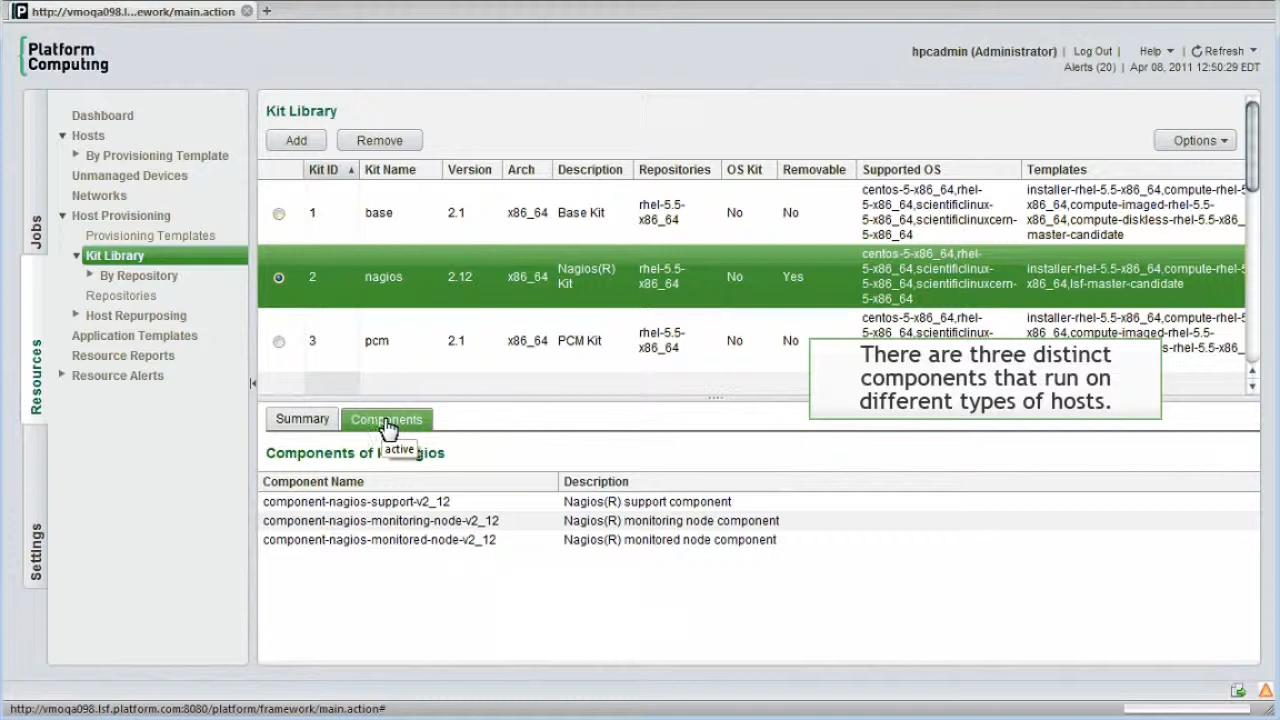 http://vmoqa098.l...ework/main.action
Platform
Computing
hpcadmin (Administrator) | Log Out | Help | Refresh
Alerts (20) | Apr 08, 2011 12:50:29 EDT
Jobs
Resources
Settings
Dashboard
Hosts
By Provisioning Template
Unmanaged Devices
Networks
Host Provisioning
Provisioning Templates
Kit Library
By Repository
Repositories
Host Repurposing
Application Templates
Resource Reports
Resource Alerts
Kit Library
Add Remove Options
Kit ID Kit Name Version Arch Description Repositories OS Kit Removable Supported OS Templates
1 base 2.1 x86_64 Base Kit rhel-5.5-
x86_64 No No centos-5-x86_64,rhel-
5-x86_64,scientificlinux-
5-x86_64,scientificlinuxcern-
5-x86_64 installer-rhel-5.5-x86_64,compute-rhel-5
x86_64,compute-imaged-rhel-5.5-
x86_64,compute-diskless-rhel-5.5-x86_
master-candidate
2 nagios 2.12 x86_64 Nagios(R)
Kit rhel-5.5-
x86_64 No Yes centos-5-x86_64,rhel-
5-x86_64,scientificlinux-
5-x86_64,scientificlinuxcern-
5-x86_64 installer-rhel-5.5-x86_64,compute-rhel-5
x86_64,lsf-master-candidate
3 pcm 2.1 x86_64 PCM Kit rhel-5.5-
x86_64 No No centos-5-x86_64,rhel-
5-x86_64,scientificlinux-
installer-rhel-5.5-x86_64,compute-rhel-5
x86_64,compute-imaged-rhel-5.5-
There are three distinct
components that run on
different types of hosts.
Summary Components
active
Components of
Component Name Description
component-nagios-support-v2_12 Nagios(R) support component
component-nagios-monitoring-node-v2_12 Nagios(R) monitoring node component
component-nagios-monitored-node-v2_12 Nagios(R) monitored node component
http://vmoqa098.lsf.platform.com:8080/platform/framework/main.action#